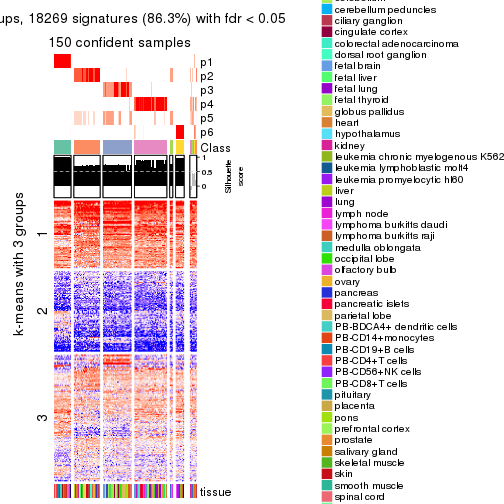 ups, 18269 signatures (86.3%) with fdr < 0.05
150 confident samples
p1
p2
p3
p4
p5
p6
Class
1
0.5
0
Silhouette
score
k-means with 3 groups
1
2
3
tissue
cerebellum peduncles
ciliary ganglion
cingulate cortex
colorectal adenocarcinoma
dorsal root ganglion
fetal brain
fetal liver
fetal lung
fetal thyroid
globus pallidus
heart
hypothalamus
kidney
leukemia chronic myelogenous K562
leukemia lymphoblastic molt4
leukemia promyelocytic hl60
liver
lung
lymph node
lymphoma burkitts daudi
lymphoma burkitts raji
medulla oblongata
occipital lobe
olfactory bulb
ovary
pancreas
pancreatic islets
parietal lobe
PB-BDCA4+ dendritic cells
PB-CD14+monocytes
PB-CD19+B cells
PB-CD4+T cells
PB-CD56+NK cells
PB-CD8+T cells
pituitary
placenta
pons
prefrontal cortex
prostate
salivary gland
skeletal muscle
skin
smooth muscle
spinal cord